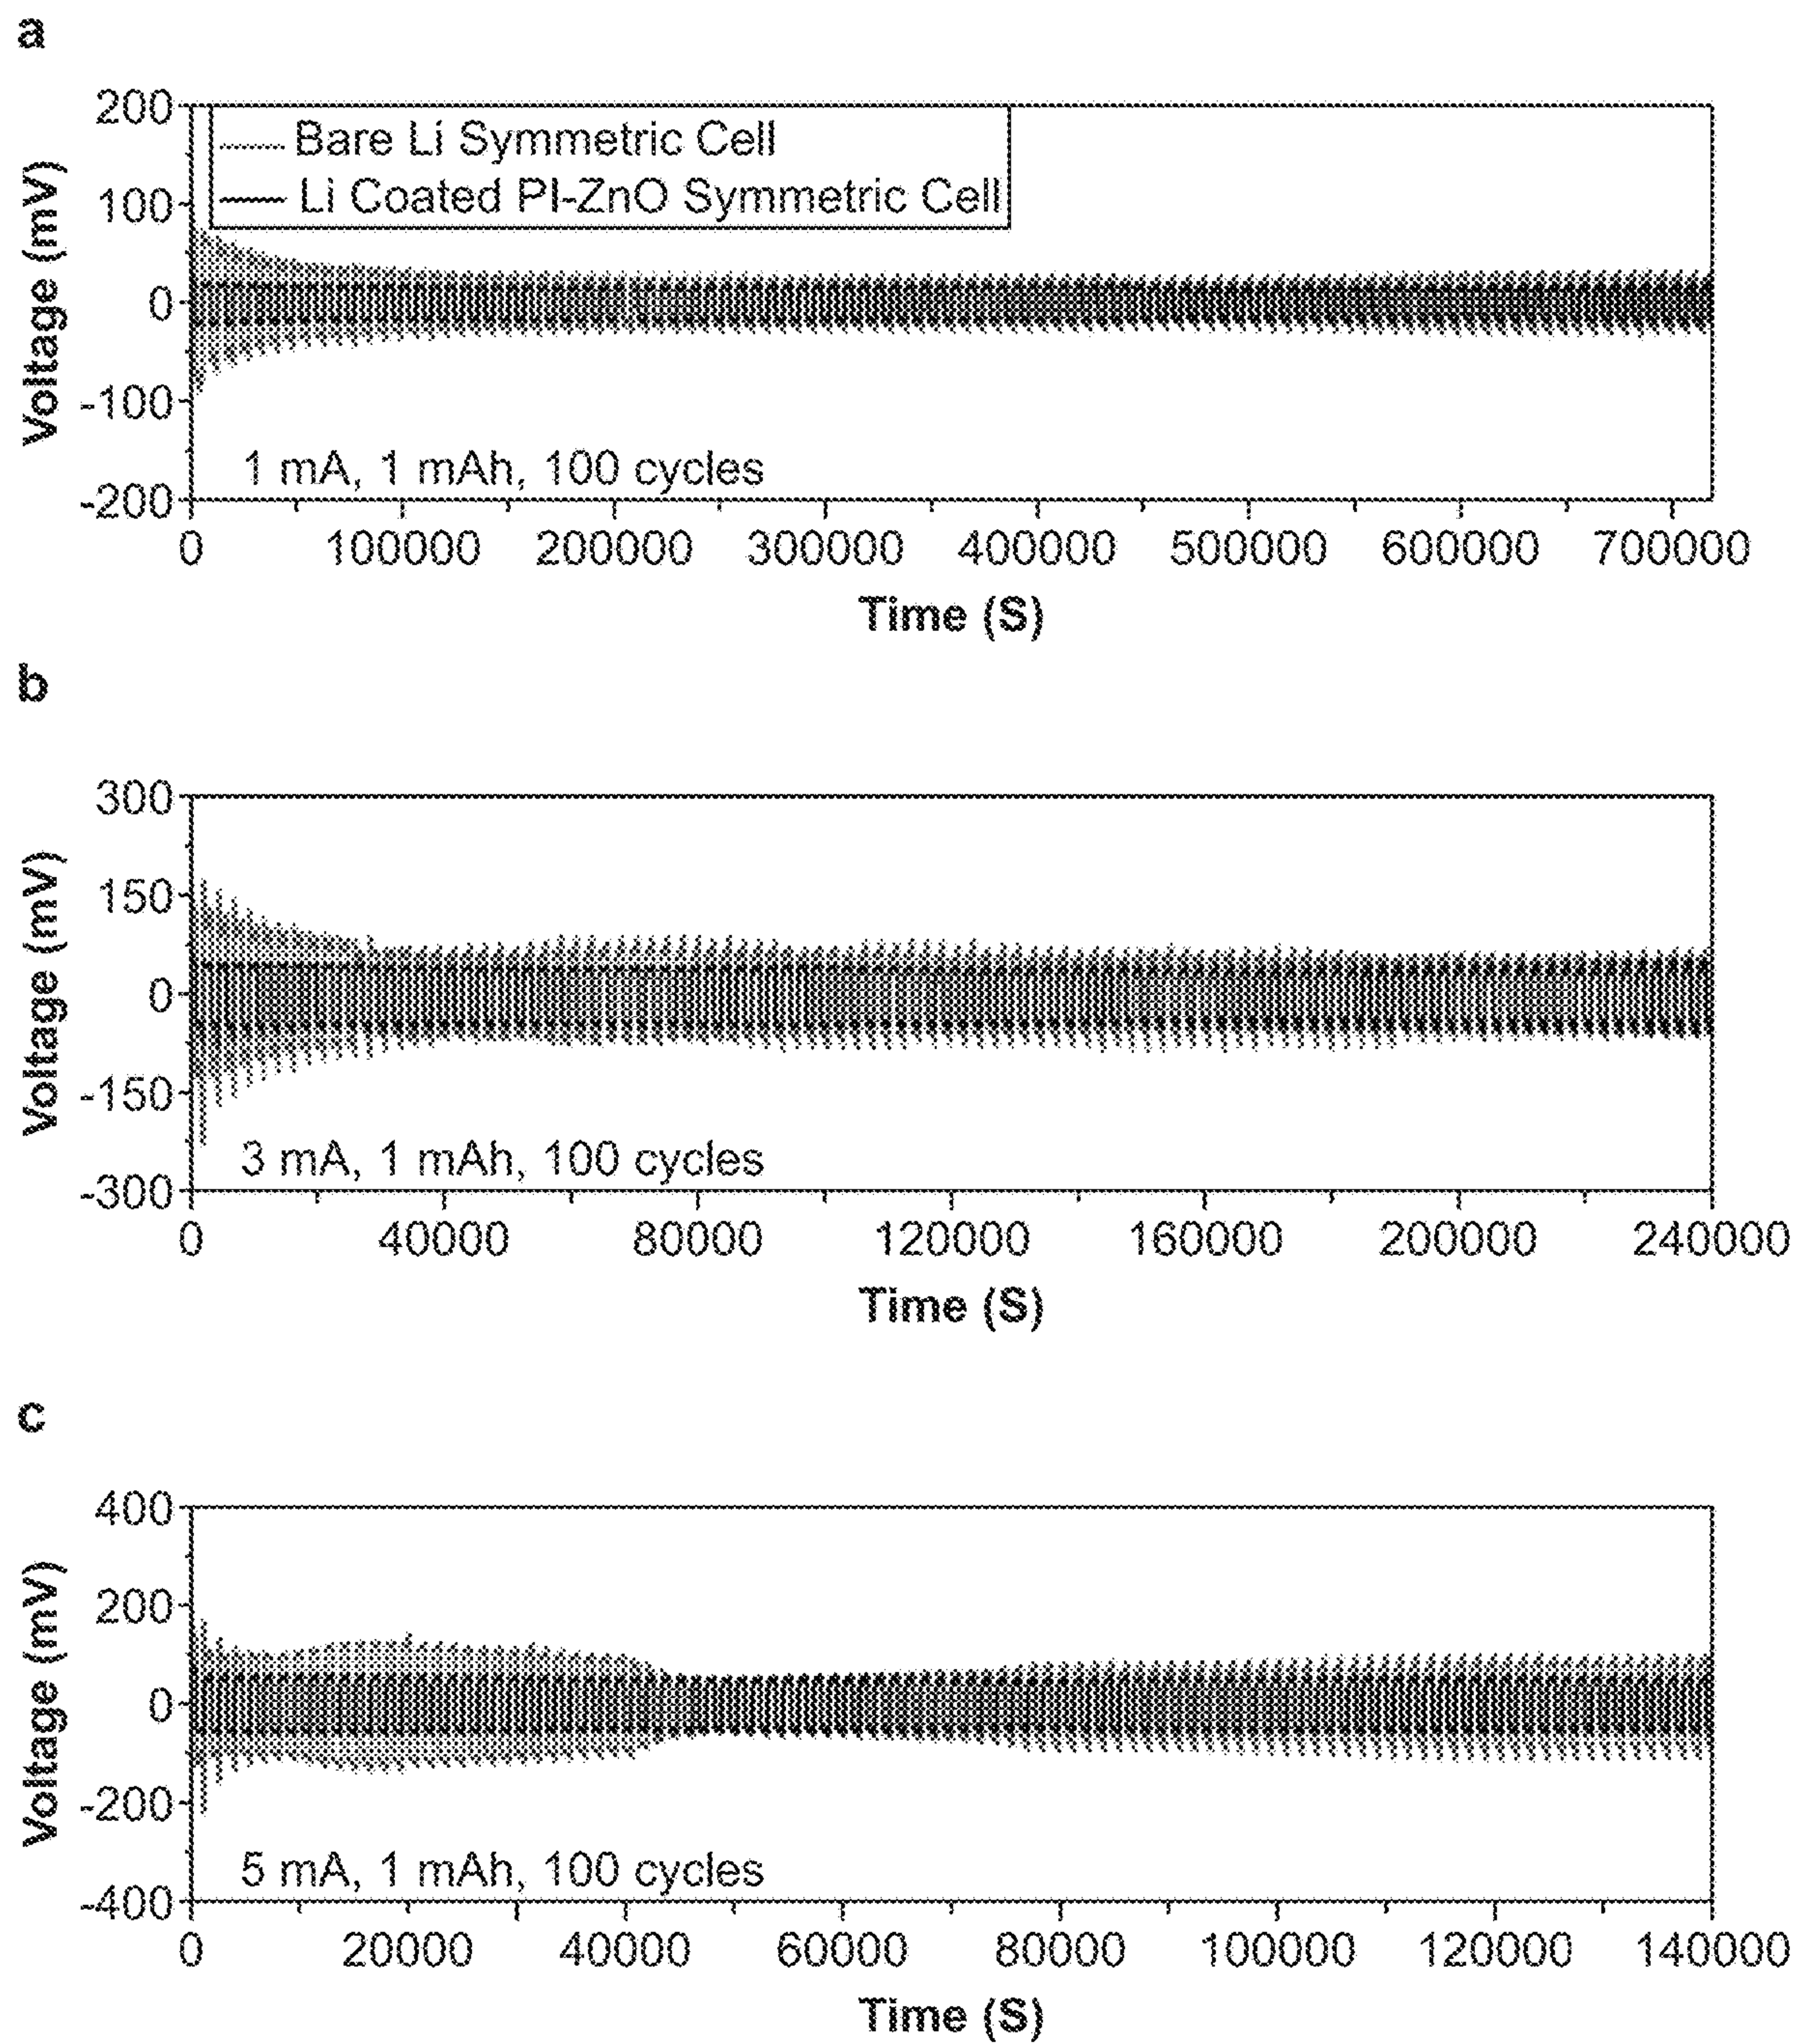 a
200
100
0
-100
-200
Voltage (mV)
Bare Li Symmetric Cell
Li Coated PI-ZnO Symmetric Cell
1 mA, 1 mAh, 100 cycles
0 100000 200000 300000 400000 500000 600000 700000
Time (S)
b
300
150
0
-150
-300
Voltage (mV)
3 mA, 1 mAh, 100 cycles
0 40000 80000 120000 160000 200000 240000
Time (S)
c
400
200
0
-200
-400
Voltage (mV)
5 mA, 1 mAh, 100 cycles
0 20000 40000 60000 80000 100000 120000 140000
Time (S)